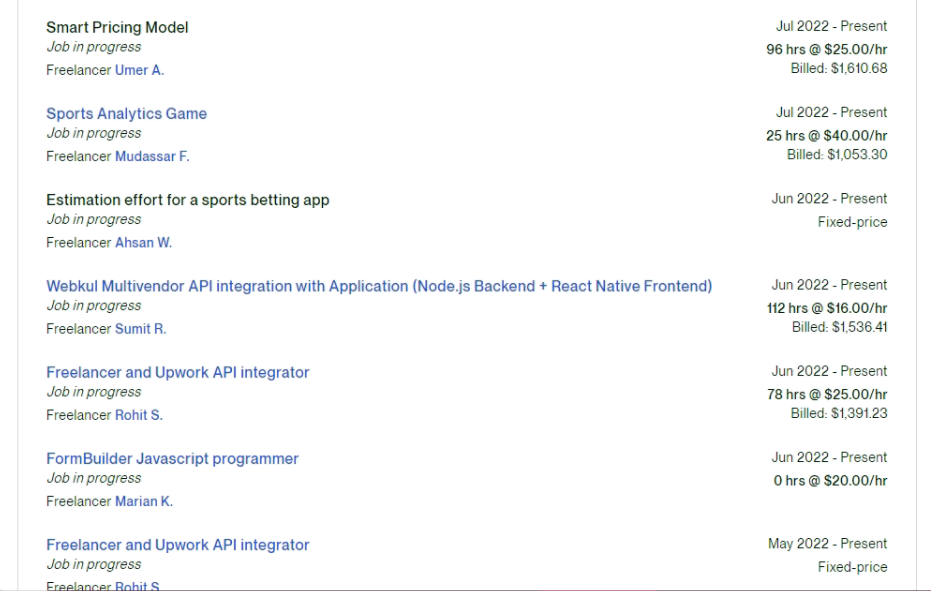 Smart Pricing Model
Jul 2022 - Present
Job in progress
96 hrs @ $25.00/hr
Freelancer Umer A.
Billed: $1,610.68
Sports Analytics Game
Jul 2022 - Present
Job in progress
25 hrs @ $40.00/hr
Freelancer Mudassar F.
Billed: $1,053.30
Estimation effort for a sports betting app
Jun 2022 - Present
Job in progress
Fixed-price
Freelancer Ahsan W.
Webkul Multivendor API integration with Application (Node.js Backend + React Native Frontend)
Jun 2022 - Present
Job in progress
112 hrs @ $16.00/hr
Freelancer Sumit R.
Billed: $1,536.41
Freelancer and Upwork API integrator
Jun 2022 - Present
Job in progress
78 hrs @ $25.00/hr
Freelancer Rohit S.
Billed: $1,391.23
FormBuilder Javascript programmer
Jun 2022 - Present
Job in progress
0 hrs @ $20.00/hr
Freelancer Marian K.
Freelancer and Upwork API integrator
May 2022 - Present
Job in progress
Fixed-price
Freelancer Rohit S.